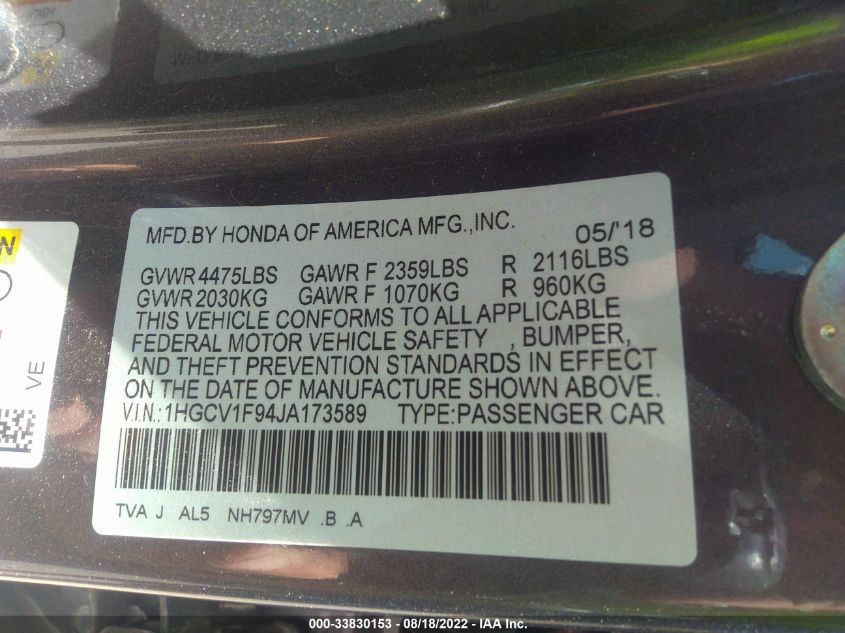 MFD.BY HONDA OF AMERICA MFG.,INC. 05/'18
GVWR 4475LBS GAWR F 2359LBS R 2116LBS
GVWR 2030KG GAWR F 1070KG R 960KG
THIS VEHICLE CONFORMS TO ALL APPLICABLE
FEDERAL MOTOR VEHICLE SAFETY , BUMPER,
AND THEFT PREVENTION STANDARDS IN EFFECT
ON THE DATE OF MANUFACTURE SHOWN ABOVE.
V.I.N.:1HGCV1F94JA173589 TYPE:PASSENGER CAR
TVA J AL5 NH797MV .B .A
VE
000-33830153 - 08/18/2022 - IAA Inc.